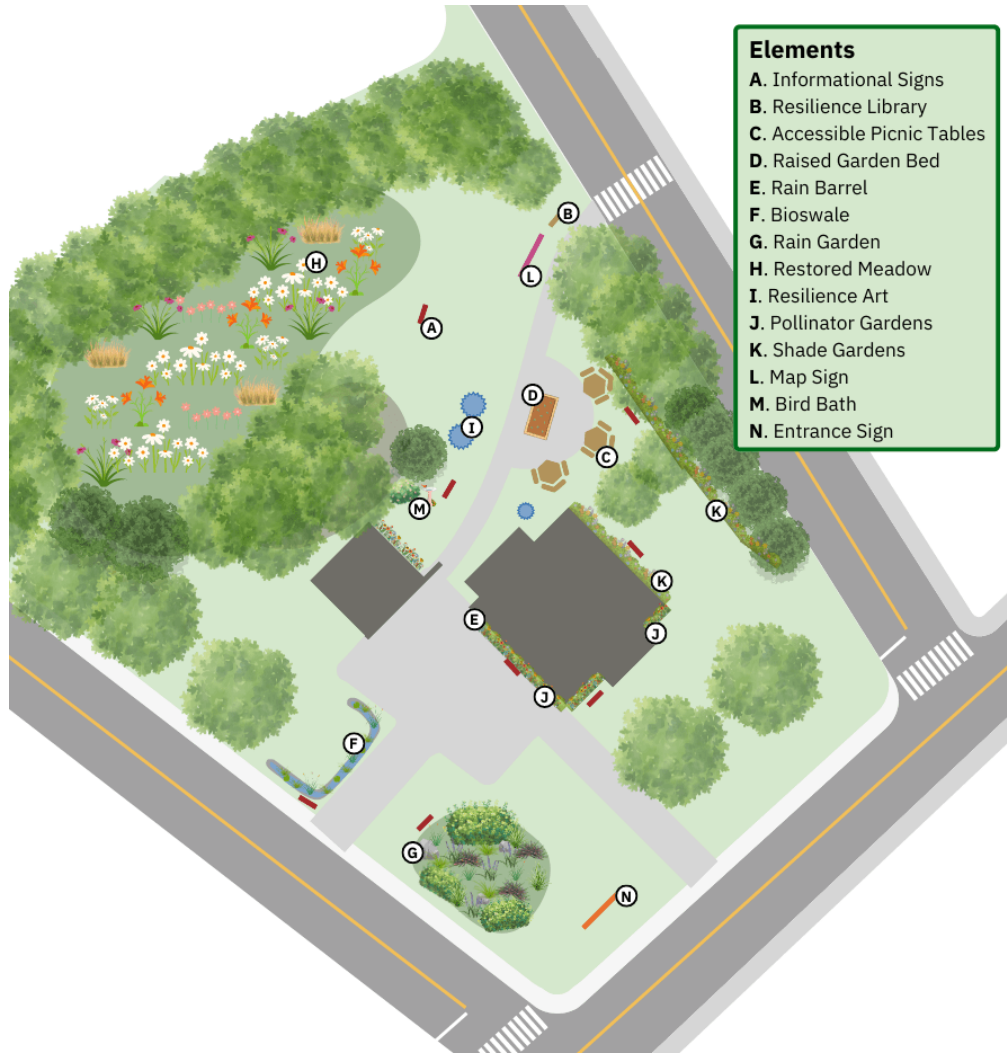 Elements
A. Informational Signs
B. Resilience Library
C. Accessible Picnic Tables
D. Raised Garden Bed
E. Rain Barrel
F. Bioswale
G. Rain Garden
H. Restored Meadow
I. Resilience Art
J. Pollinator Gardens
K. Shade Gardens
L. Map Sign
M. Bird Bath
N. Entrance Sign
B
H
L
A
D
I
C
M
K
K
E
J
J
F
G
N